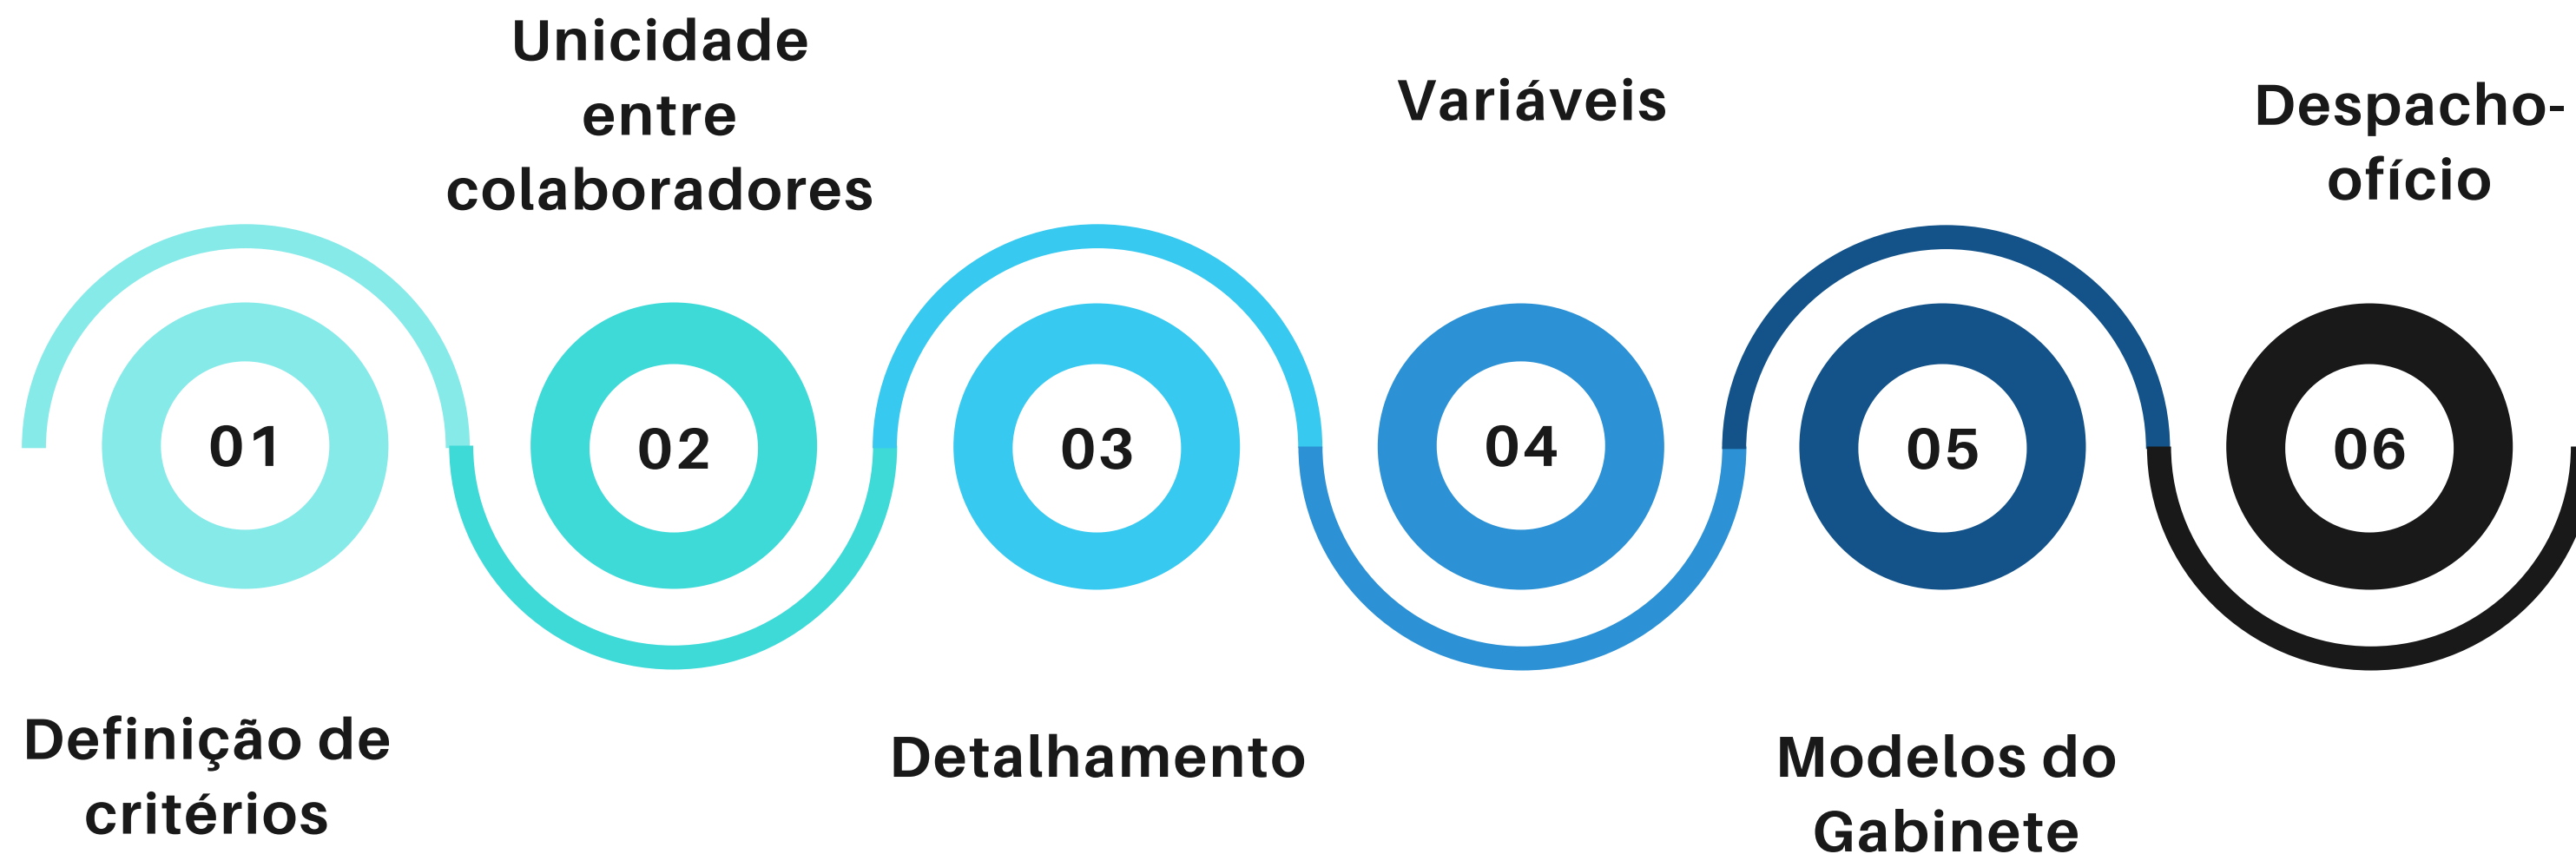 01
Definição de
critérios
02
Unicidade
entre
colaboradores
03
Detalhamento
04
Variáveis
05
Modelos do
Gabinete
06
Despacho-
ofício